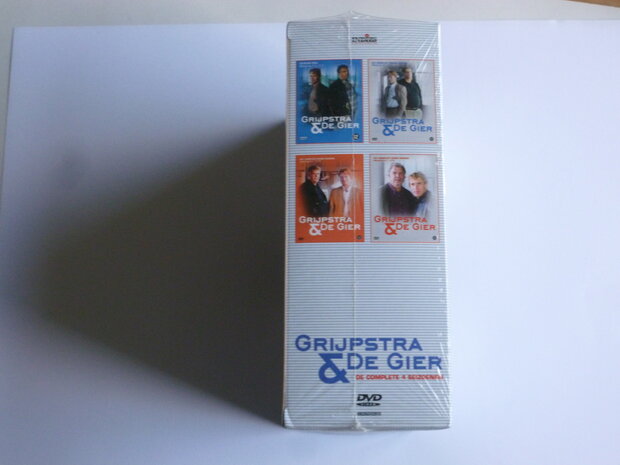 GRIJPSTRA
& DE GIER
GRIJPSTRA
& DE GIER
GRIJPSTRA
& DE GIER
GRIJPSTRA
& DE GIER
GRIJPSTRA
& DE GIER
DE COMPLETE 4 SEIZOENEN
DVD